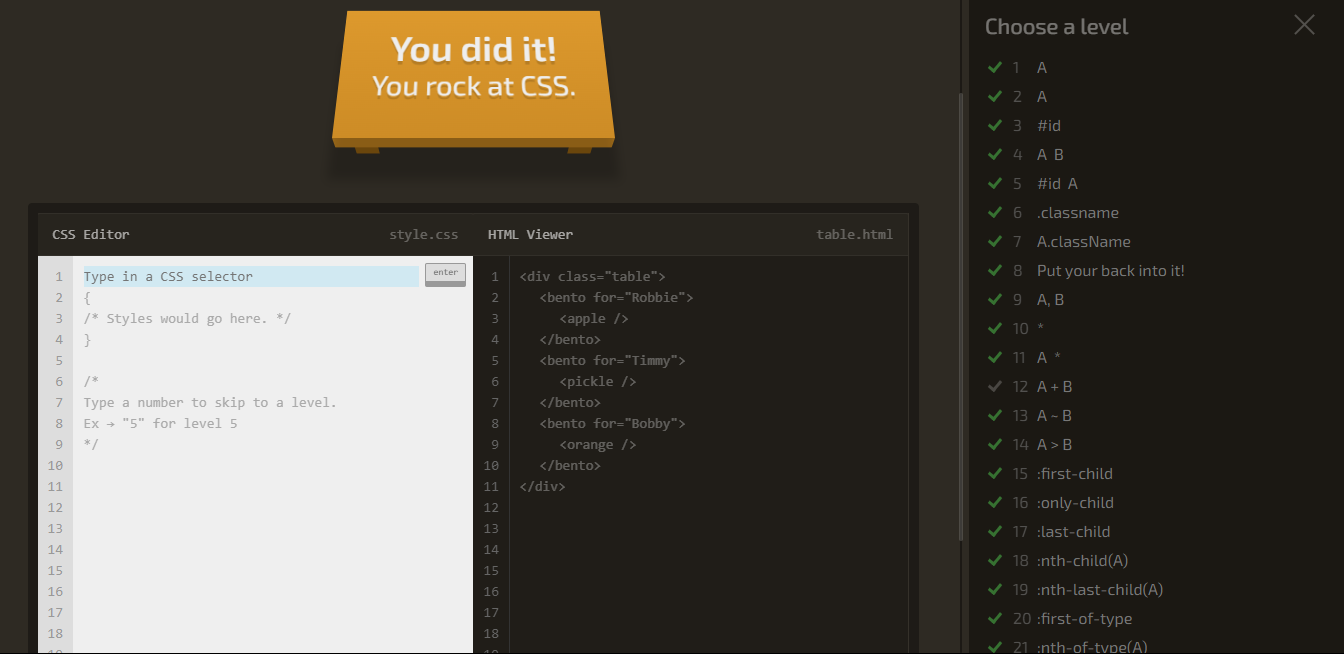 You did it!
You rock at CSS.
CSS Editor
style.css
HTML Viewer
table.html
1 Type in a CSS selector
enter
2 {
3 /* Styles would go here. */
4 }
5
6 /*
7 Type a number to skip to a level.
8 Ex → "5" for level 5
9 */
10
11
12
13
14
15
16
17
18
1 <div class="table">
2 <bento for="Robbie">
3 <apple />
4 </bento>
5 <bento for="Timmy">
6 <pickle />
7 </bento>
8 <bento for="Bobby">
9 <orange />
10 </bento>
11 </div>
12
13
14
15
16
17
18
Choose a level
1 A
2 A
3 #id
4 A B
5 #id A
6 .classname
7 A.className
8 Put your back into it!
9 A, B
10 *
11 A *
12 A + B
13 A ~ B
14 A > B
15 :first-child
16 :only-child
17 :last-child
18 :nth-child(A)
19 :nth-last-child(A)
20 :first-of-type
21 :nth-of-type(A)